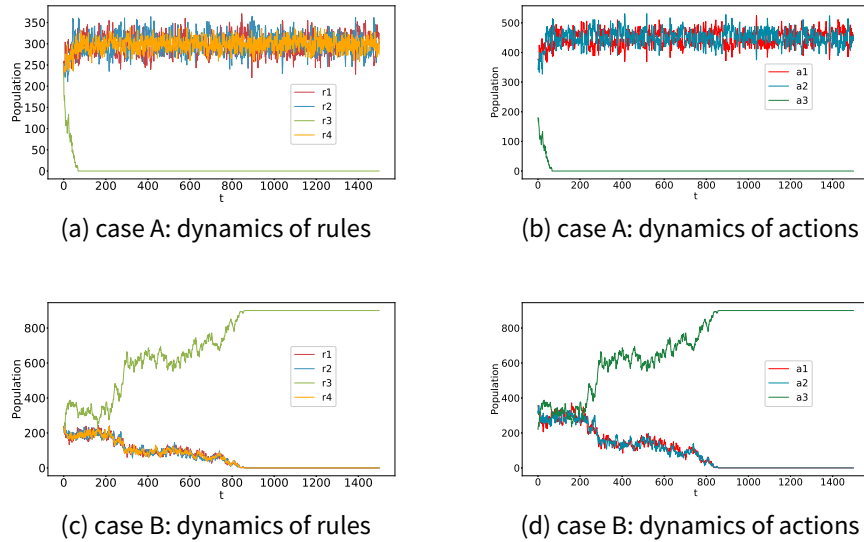 350
300
250
200
150
100
50
0
Population
r1
r2
r3
r4
0 200 400 600 800 1000 1200 1400
t
(a) case A: dynamics of rules
500
400
300
200
100
0
Population
a1
a2
a3
0 200 400 600 800 1000 1200 1400
t
(b) case A: dynamics of actions
800
600
400
200
0
Population
r1
r2
r3
r4
0 200 400 600 800 1000 1200 1400
t
(c) case B: dynamics of rules
800
600
400
200
0
Population
a1
a2
a3
0 200 400 600 800 1000 1200 1400
t
(d) case B: dynamics of actions